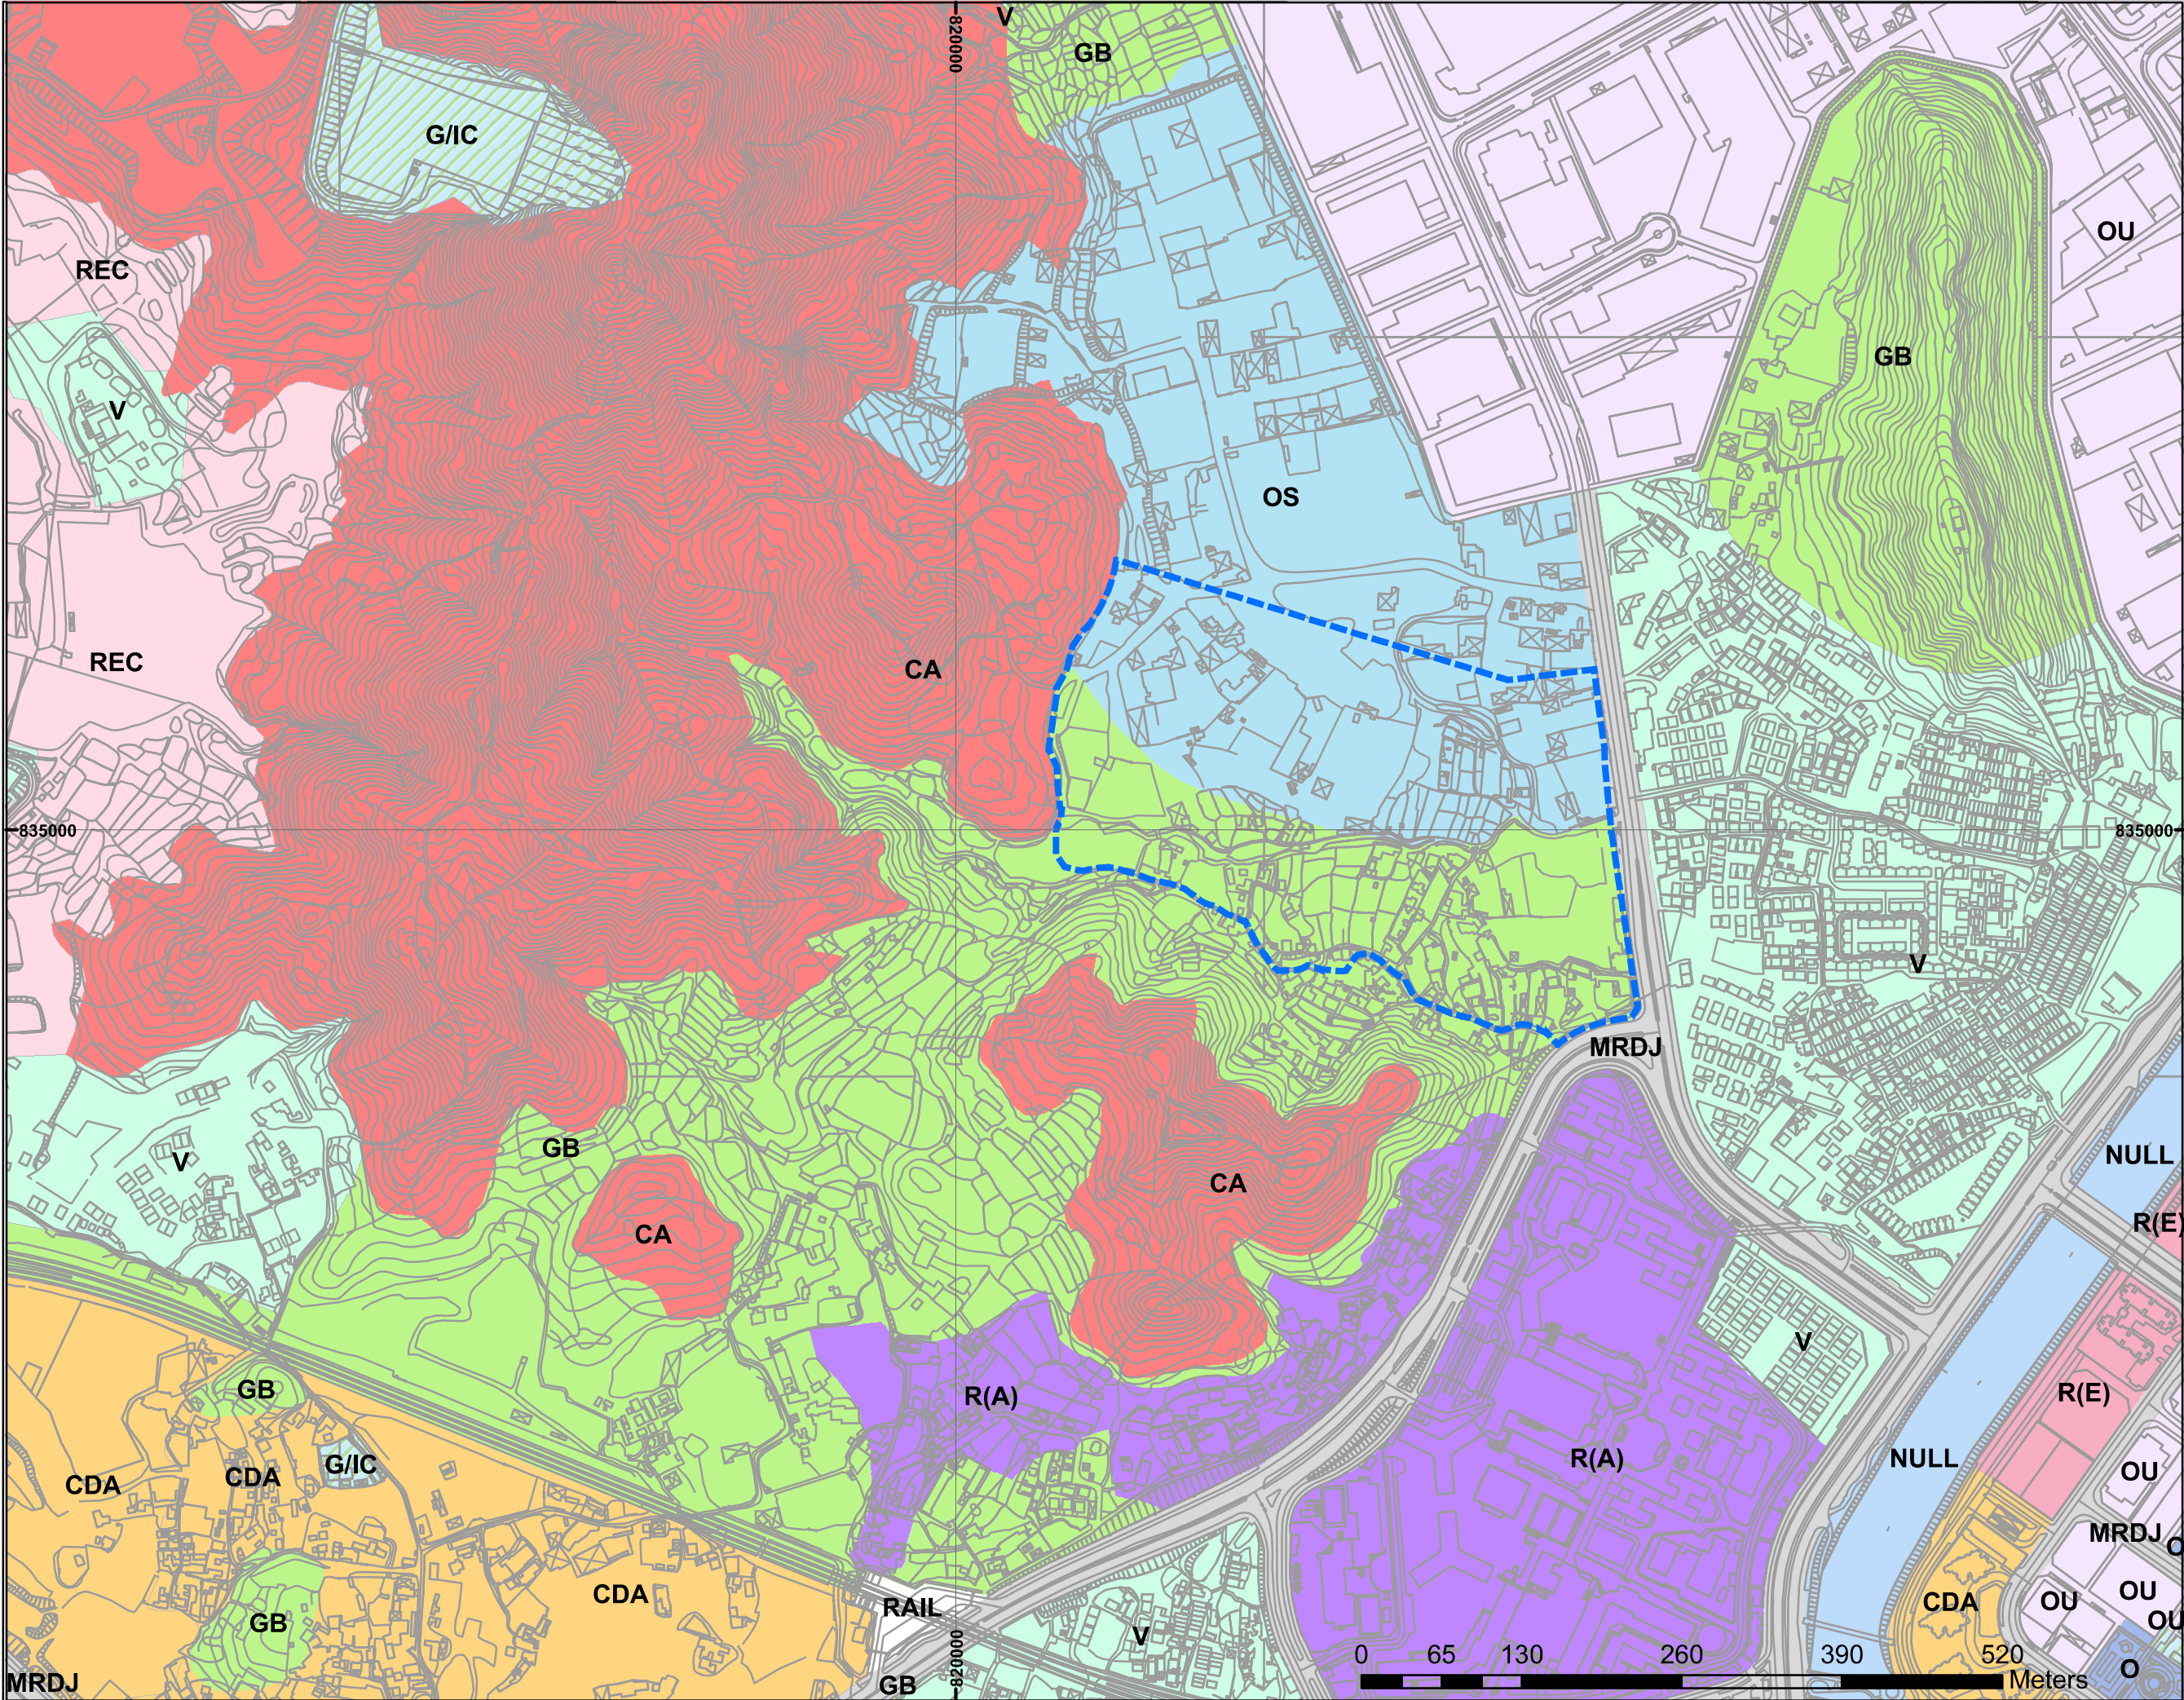 V
820000
GB
G/IC
OU
REC
GB
V
OS
REC
CA
835000
835000
V
MRDJ
GB
V
CA
NULL
CA
R(E)
V
GB
R(A)
R(E)
G/IC
CDA
CDA
R(A)
NULL
OU
MRDJ
CDA
RAIL
CDA
OU
OU
OU
GB
V
820000
0 65 130 260 390 520
Meters
O
MRDJ
GB